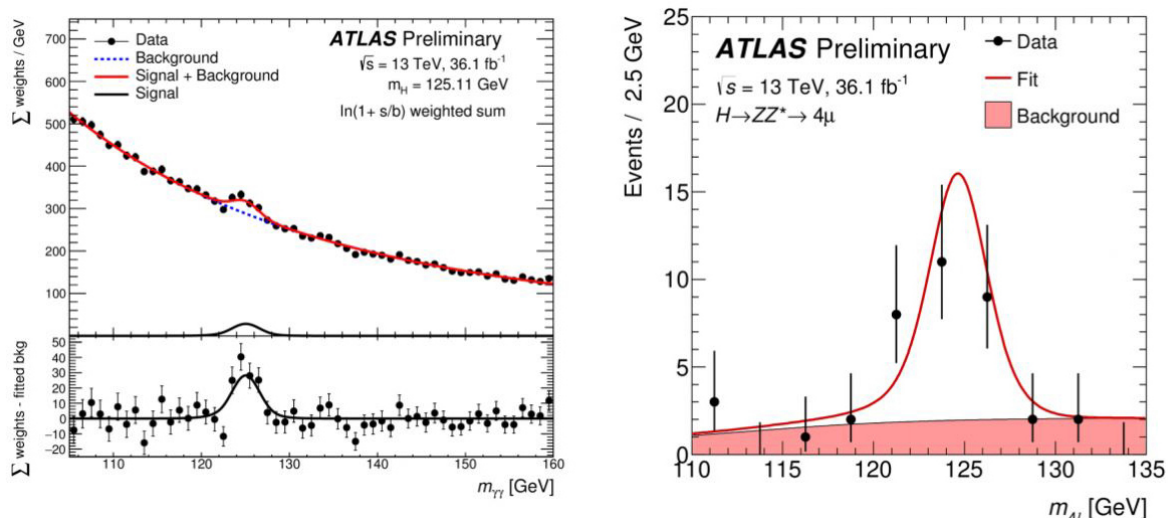 Σ weights / GeV
700
600
500
400
300
200
100
Data
Background
Signal + Background
Signal
ATLAS Preliminary
√s = 13 TeV, 36.1 fb⁻¹
m_H = 125.11 GeV
ln(1+ s/b) weighted sum
Σ weights - fitted bkg
50
40
30
20
10
0
-10
-20
110 120 130 140 150 160
m_γγ [GeV]
Events / 2.5 GeV
25
20
15
10
5
0
ATLAS Preliminary
√s = 13 TeV, 36.1 fb⁻¹
H→ZZ*→ 4μ
Data
Fit
Background
110 115 120 125 130 135
[GeV]